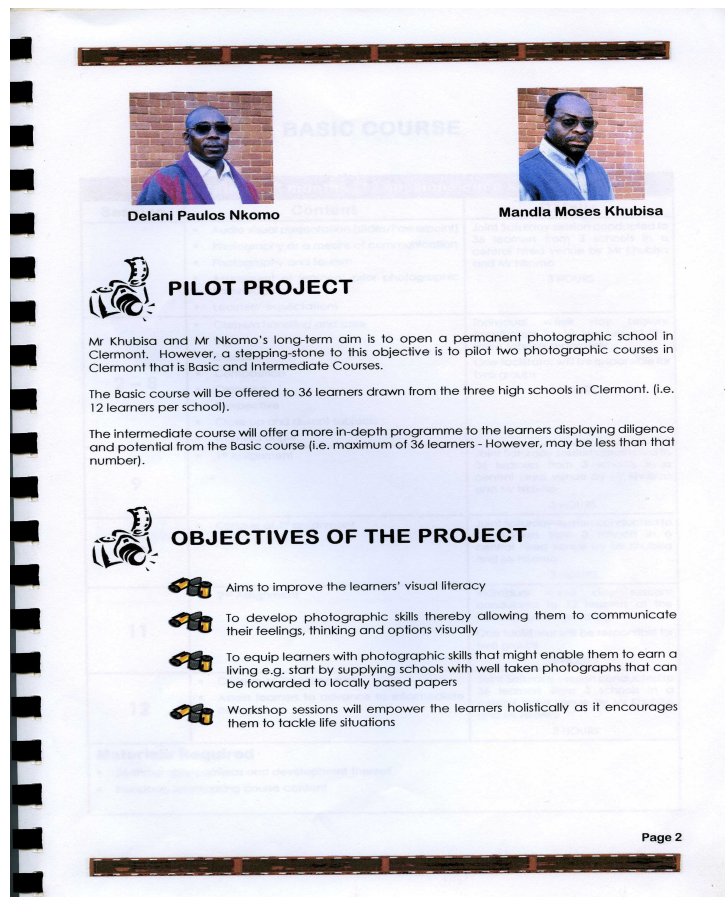 Delani Paulos Nkomo
Mandla Moses Khubisa
PILOT PROJECT
Mr Khubisa and Mr Nkomo's long-term aim is to open a permanent photographic school in
Clermont. However, a stepping-stone to this objective is to pilot two photographic courses in
Clermont that is Basic and Intermediate Courses.
The Basic course will be offered to 36 learners drawn from the three high schools in Clermont. (i.e.
12 learners per school).
The intermediate course will offer a more in-depth programme to the learners displaying diligence
and potential from the Basic course (i.e. maximum of 36 learners - However, may be less than that
number).
OBJECTIVES OF THE PROJECT
Aims to improve the learners' visual literacy
To develop photographic skills thereby allowing them to communicate
their feelings, thinking and options visually
To equip learners with photographic skills that might enable them to earn a
living e.g. start by supplying schools with well taken photographs that can
be forwarded to locally based papers
Workshop sessions will empower the learners holistically as it encourages
them to tackle life situations
Page 2